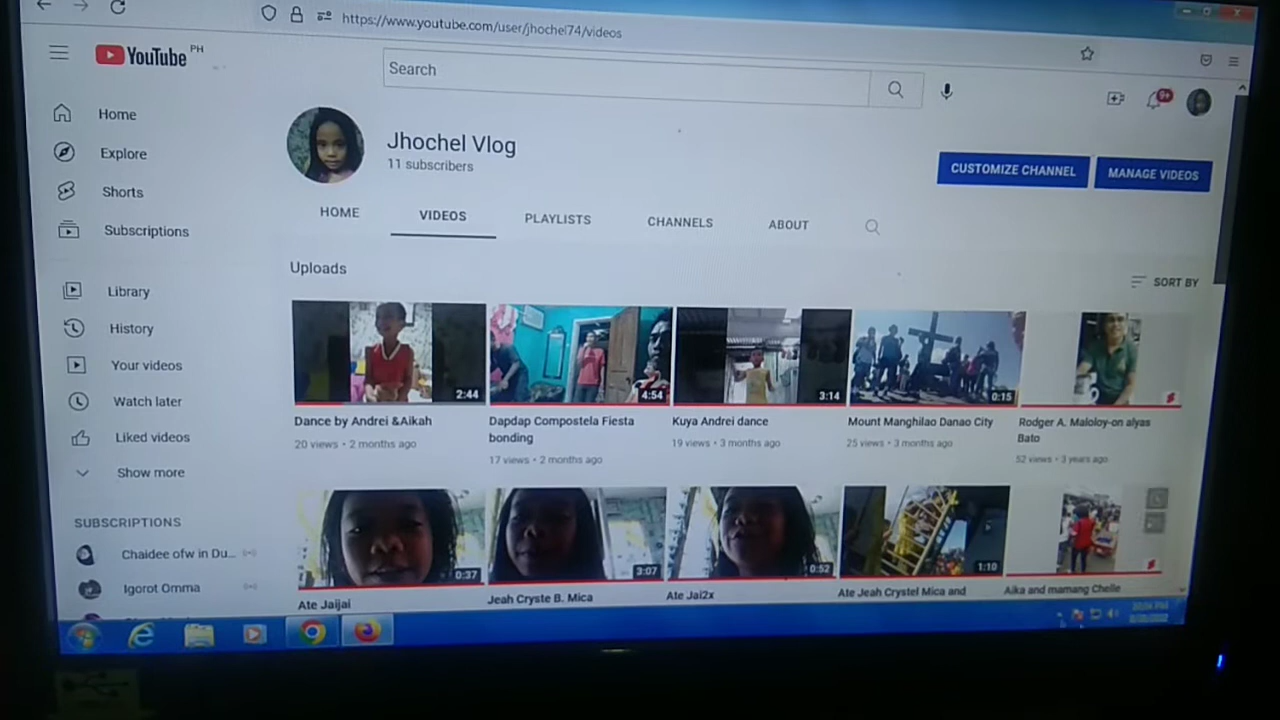 https://www.youtube.com/user/jhochel74/videos
YouTube PH
Search
Home
Explore
Shorts
Subscriptions
Library
History
Your videos
Watch later
Liked videos
Show more
SUBSCRIPTIONS
Chaidee ofw in Du...
Igorot Omma
Jhochel Vlog
11 subscribers
CUSTOMIZE CHANNEL
MANAGE VIDEOS
HOME
VIDEOS
PLAYLISTS
CHANNELS
ABOUT
Uploads
SORT BY
2:44
4:54
3:14
0:15
Dance by Andrei &Aikah
20 views • 2 months ago
Dapdap Compostela Fiesta
bonding
17 views • 2 months ago
Kuya Andrei dance
19 views • 3 months ago
Mount Manghilao Danao City
25 views • 3 months ago
Rodger A. Maloloy-on alyas
Bato
52 views • 3 years ago
0:37
3:07
0:52
1:10
Ate Jaijai
Jeah Cryste B. Mica
Ate Jai2x
Ate Jeah Crystel Mica and
Aika and mamang Chelle
9+